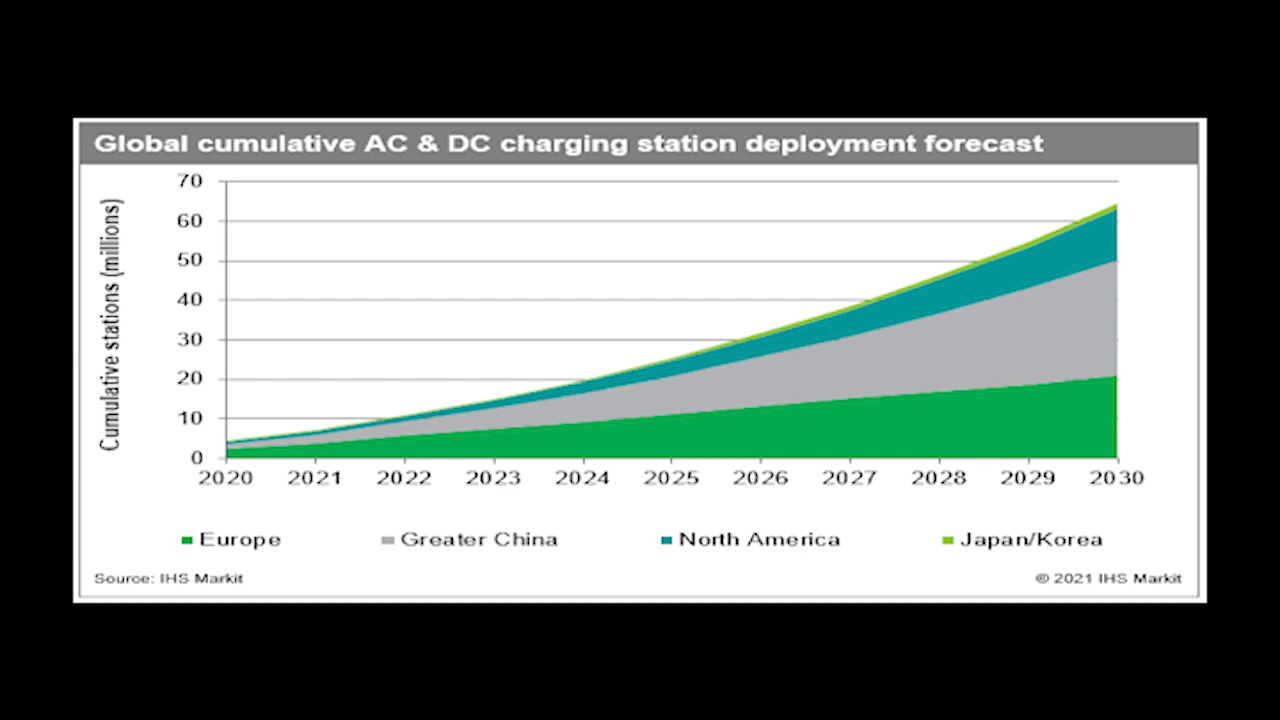 Global cumulative AC & DC charging station deployment forecast
Cumulative stations (millions)
70
60
50
40
30
20
10
0
2020 2021 2022 2023 2024 2025 2026 2027 2028 2029 2030
Europe Greater China North America Japan/Korea
Source: IHS Markit © 2021 IHS Markit